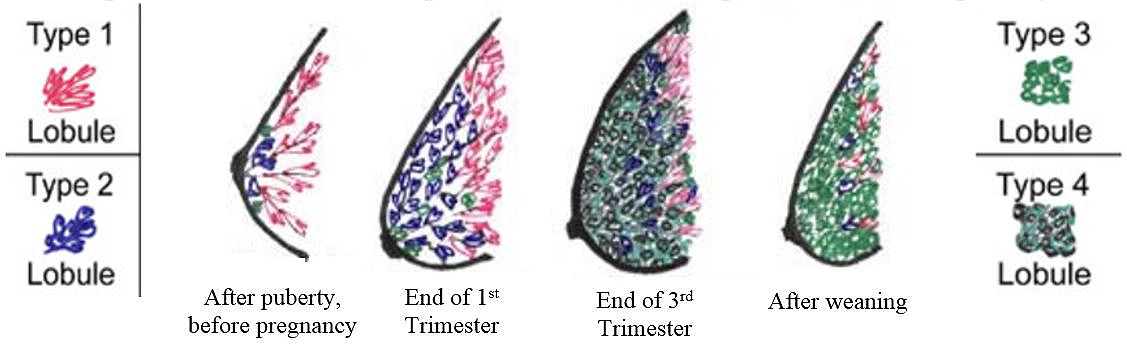 Type 1
Lobule
Type 2
Lobule
After puberty,
before pregnancy
End of 1st
Trimester
End of 3rd
Trimester
After weaning
Type 3
Lobule
Type 4
Lobule